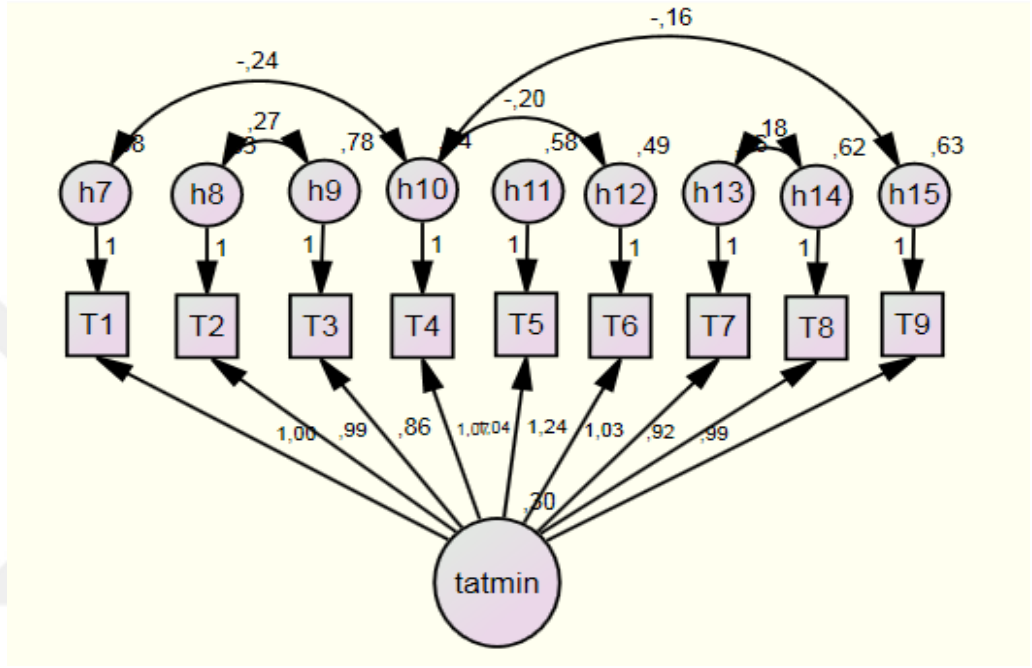 -,16
-,24
-,20
,27
,18
,78
,58
,49
,62
,63
h7
h8
h9
h10
h11
h12
h13
h14
h15
1
1
1
1
1
1
1
1
1
T1
T2
T3
T4
T5
T6
T7
T8
T9
1,00
,99
,86
1,24
1,03
,92
,99
,30
tatmin